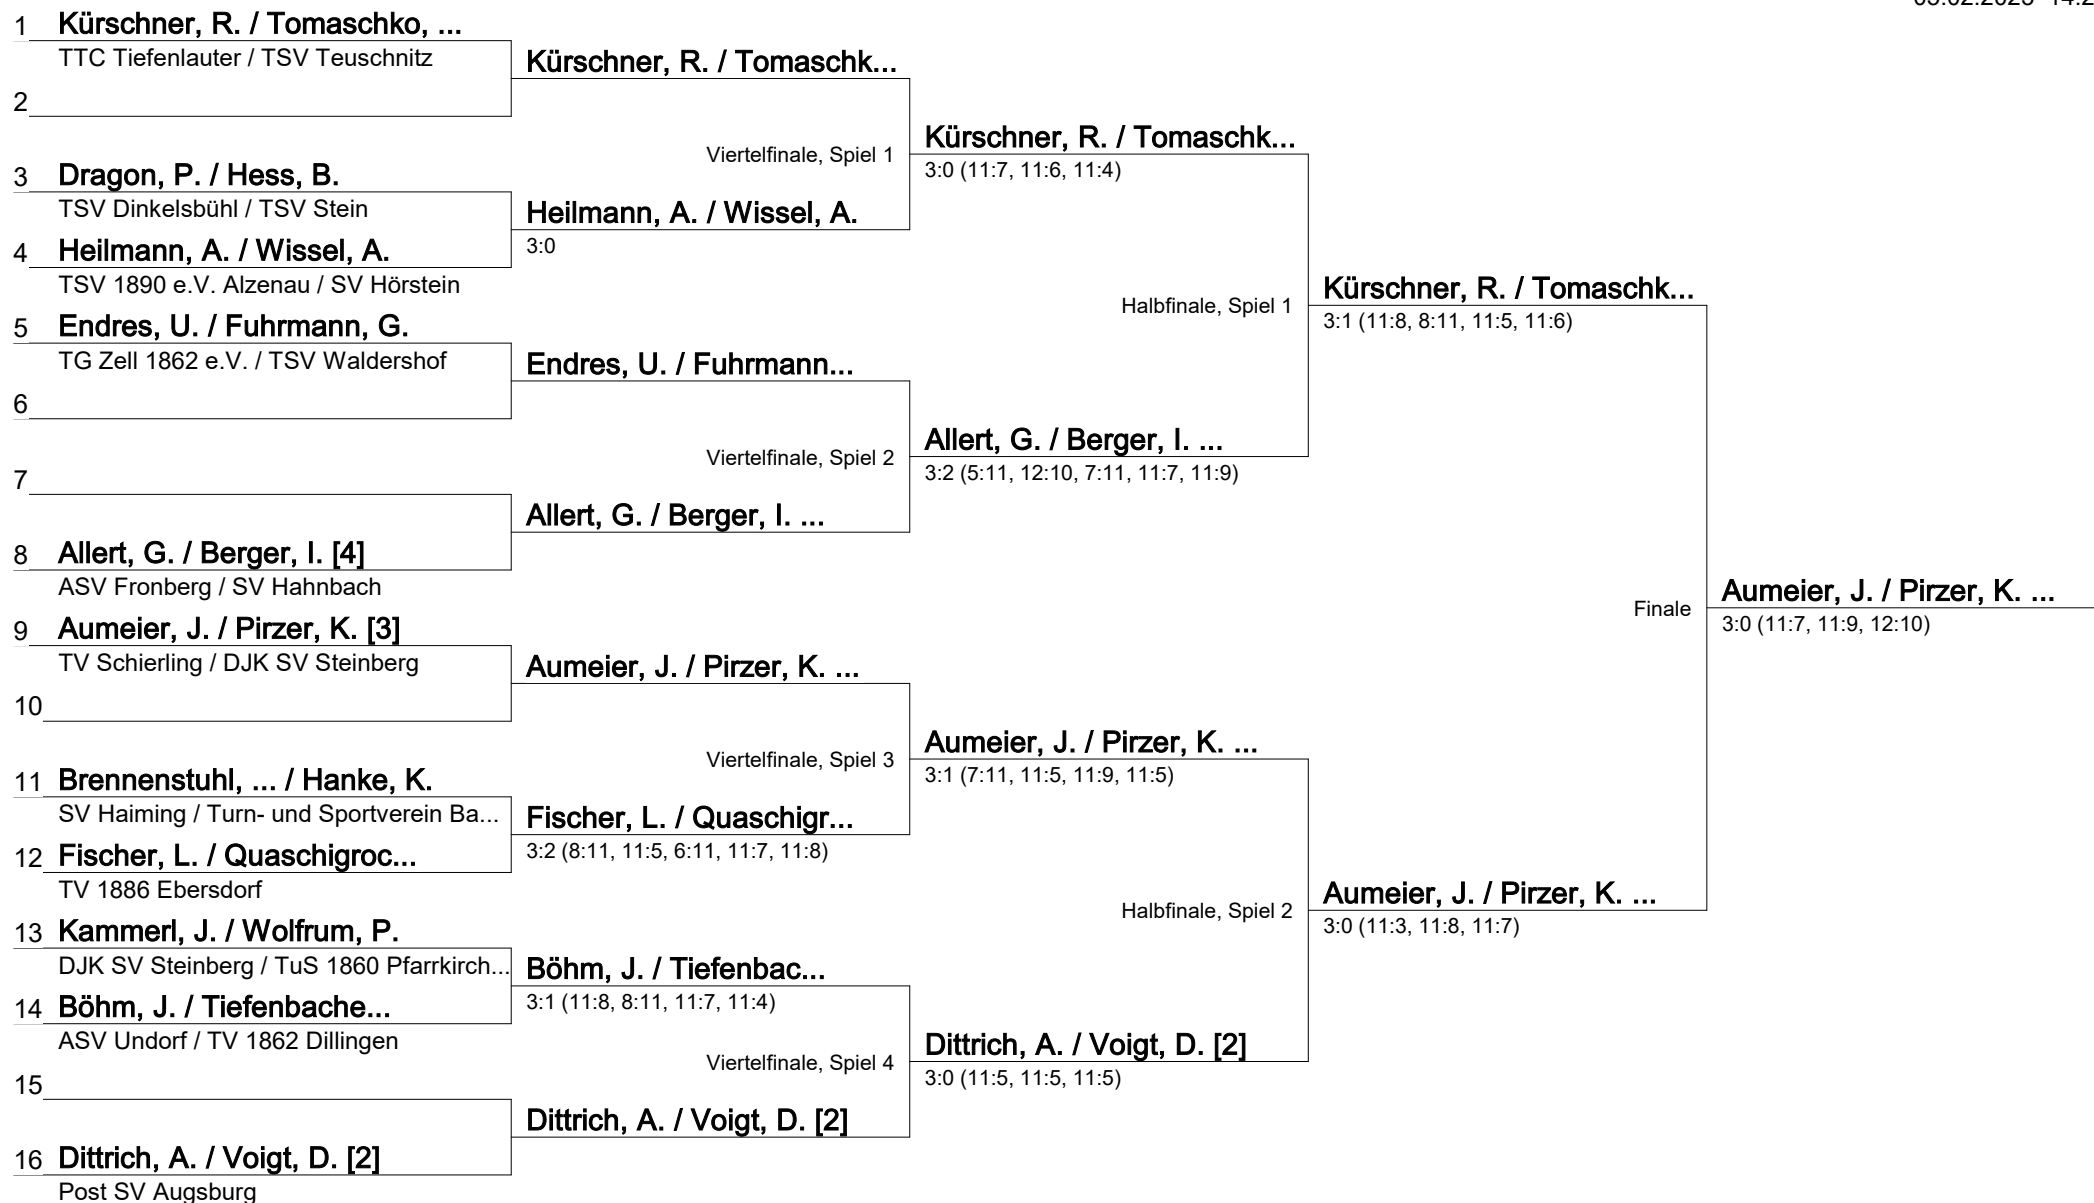 1 Kürschner, R. / Tomaschko, ...
TTC Tiefenlauter / TSV Teuschnitz
Kürschner, R. / Tomaschk...
2
Viertelfinale, Spiel 1
Kürschner, R. / Tomaschk...
3:0 (11:7, 11:6, 11:4)
3 Dragon, P. / Hess, B.
TSV Dinkelsbühl / TSV Stein
Heilmann, A. / Wissel, A.
3:0
4 Heilmann, A. / Wissel, A.
TSV 1890 e.V. Alzenau / SV Hörstein
Halbfinale, Spiel 1
Kürschner, R. / Tomaschk...
3:1 (11:8, 8:11, 11:5, 11:6)
5 Endres, U. / Fuhrmann, G.
TG Zell 1862 e.V. / TSV Waldershof
Endres, U. / Fuhrmann...
6
Viertelfinale, Spiel 2
Allert, G. / Berger, I. ...
3:2 (5:11, 12:10, 7:11, 11:7, 11:9)
7
Allert, G. / Berger, I. ...
8 Allert, G. / Berger, I. [4]
ASV Fronberg / SV Hahnbach
Finale
Aumeier, J. / Pirzer, K. ...
3:0 (11:7, 11:9, 12:10)
9 Aumeier, J. / Pirzer, K. [3]
TV Schierling / DJK SV Steinberg
Aumeier, J. / Pirzer, K. ...
10
Viertelfinale, Spiel 3
Aumeier, J. / Pirzer, K. ...
3:1 (7:11, 11:5, 11:9, 11:5)
11 Brennenstuhl, ... / Hanke, K.
SV Haiming / Turn- und Sportverein Ba...
Fischer, L. / Quaschigr...
3:2 (8:11, 11:5, 6:11, 11:7, 11:8)
12 Fischer, L. / Quaschigroc...
TV 1886 Ebersdorf
Halbfinale, Spiel 2
Aumeier, J. / Pirzer, K. ...
3:0 (11:3, 11:8, 11:7)
13 Kammerl, J. / Wolfrum, P.
DJK SV Steinberg / TuS 1860 Pfarrkirch...
Böhm, J. / Tiefenbac...
3:1 (11:8, 8:11, 11:7, 11:4)
14 Böhm, J. / Tiefenbache...
ASV Undorf / TV 1862 Dillingen
Viertelfinale, Spiel 4
Dittrich, A. / Voigt, D. [2]
3:0 (11:5, 11:5, 11:5)
15
Dittrich, A. / Voigt, D. [2]
16 Dittrich, A. / Voigt, D. [2]
Post SV Augsburg